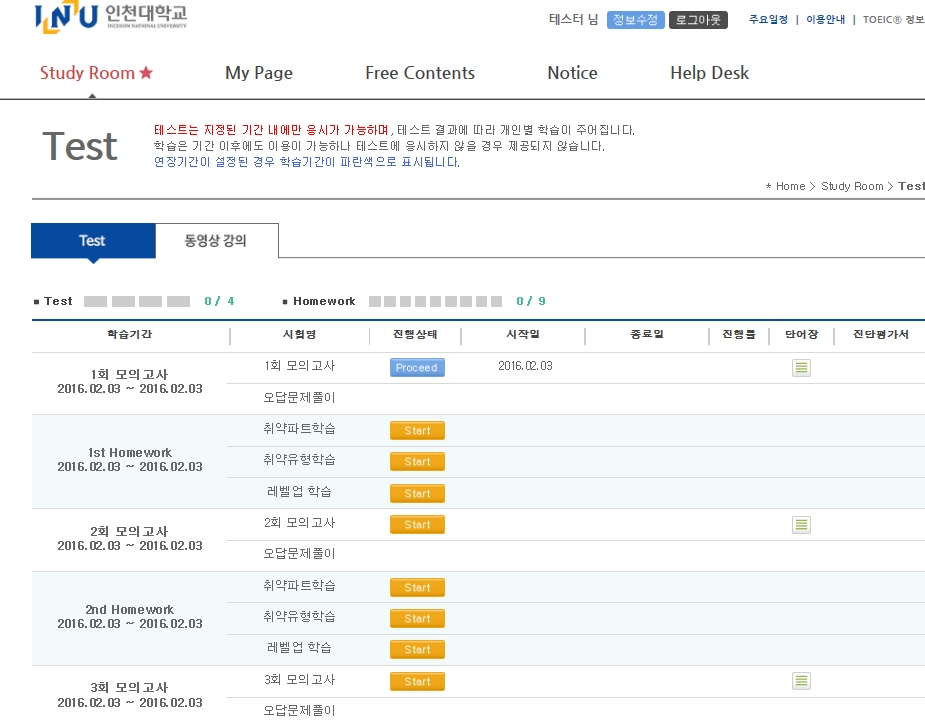 INU 인천대학교
INCHEON NATIONAL UNIVERSITY
테스터 님 정보수정 로그아웃 주요일정 | 이용안내 | TOEIC® 정보
Study Room★ My Page Free Contents Notice Help Desk
Test
테스트는 지정된 기간 내에만 응시가 가능하며, 테스트 결과에 따라 개인별 학습이 주어집니다.
학습은 기간 이후에도 이용이 가능하나 테스트에 응시하지 않을 경우 제공되지 않습니다.
연장기간이 설정된 경우 학습기간이 파란색으로 표시됩니다.
* Home > Study Room > Test
Test 동영상 강의
▪ Test 0 / 4 ▪ Homework 0 / 9
학습기간 시험명 진행상태 시작일 종료일 진행률 단어장 진단평가서
1회 모의고사
2016.02.03 ~ 2016.02.03
1회 모의고사 Proceed 2016.02.03
오답문제풀이
1st Homework
2016.02.03 ~ 2016.02.03
취약파트학습 Start
취약유형학습 Start
레벨업 학습 Start
2회 모의고사
2016.02.03 ~ 2016.02.03
2회 모의고사 Start
오답문제풀이
2nd Homework
2016.02.03 ~ 2016.02.03
취약파트학습 Start
취약유형학습 Start
레벨업 학습 Start
3회 모의고사
2016.02.03 ~ 2016.02.03
3회 모의고사 Start
오답문제풀이